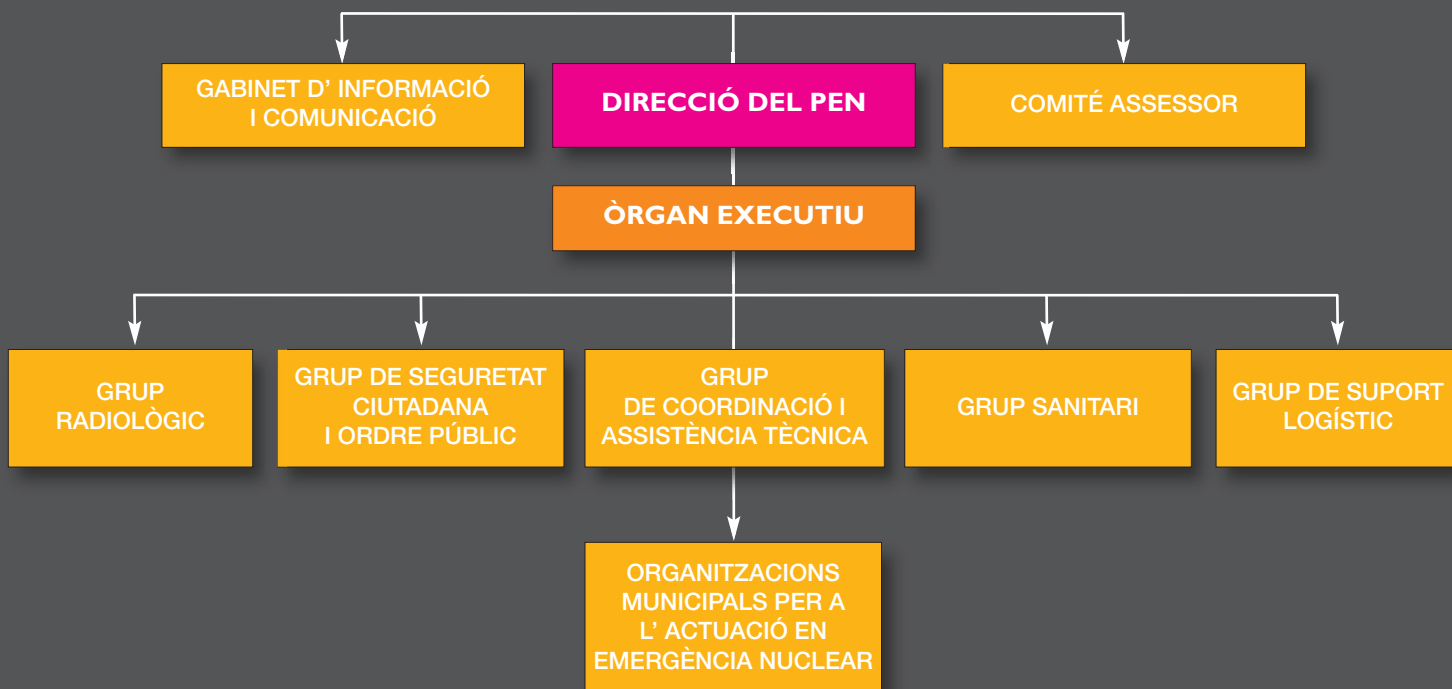 GABINET D' INFORMACIÓ
I COMUNICACIÓ
DIRECCIÓ DEL PEN
COMITÉ ASSESSOR
ÒRGAN EXECUTIU
GRUP
RADIOLÒGIC
GRUP DE SEGURETAT
CIUTADANA
I ORDRE PÚBLIC
GRUP
DE COORDINACIÓ I
ASSISTÈNCIA TÈCNICA
GRUP SANITARI
GRUP DE SUPORT
LOGÍSTIC
ORGANITZACIONS
MUNICIPALS PER A
L' ACTUACIÓ EN
EMERGÈNCIA NUCLEAR